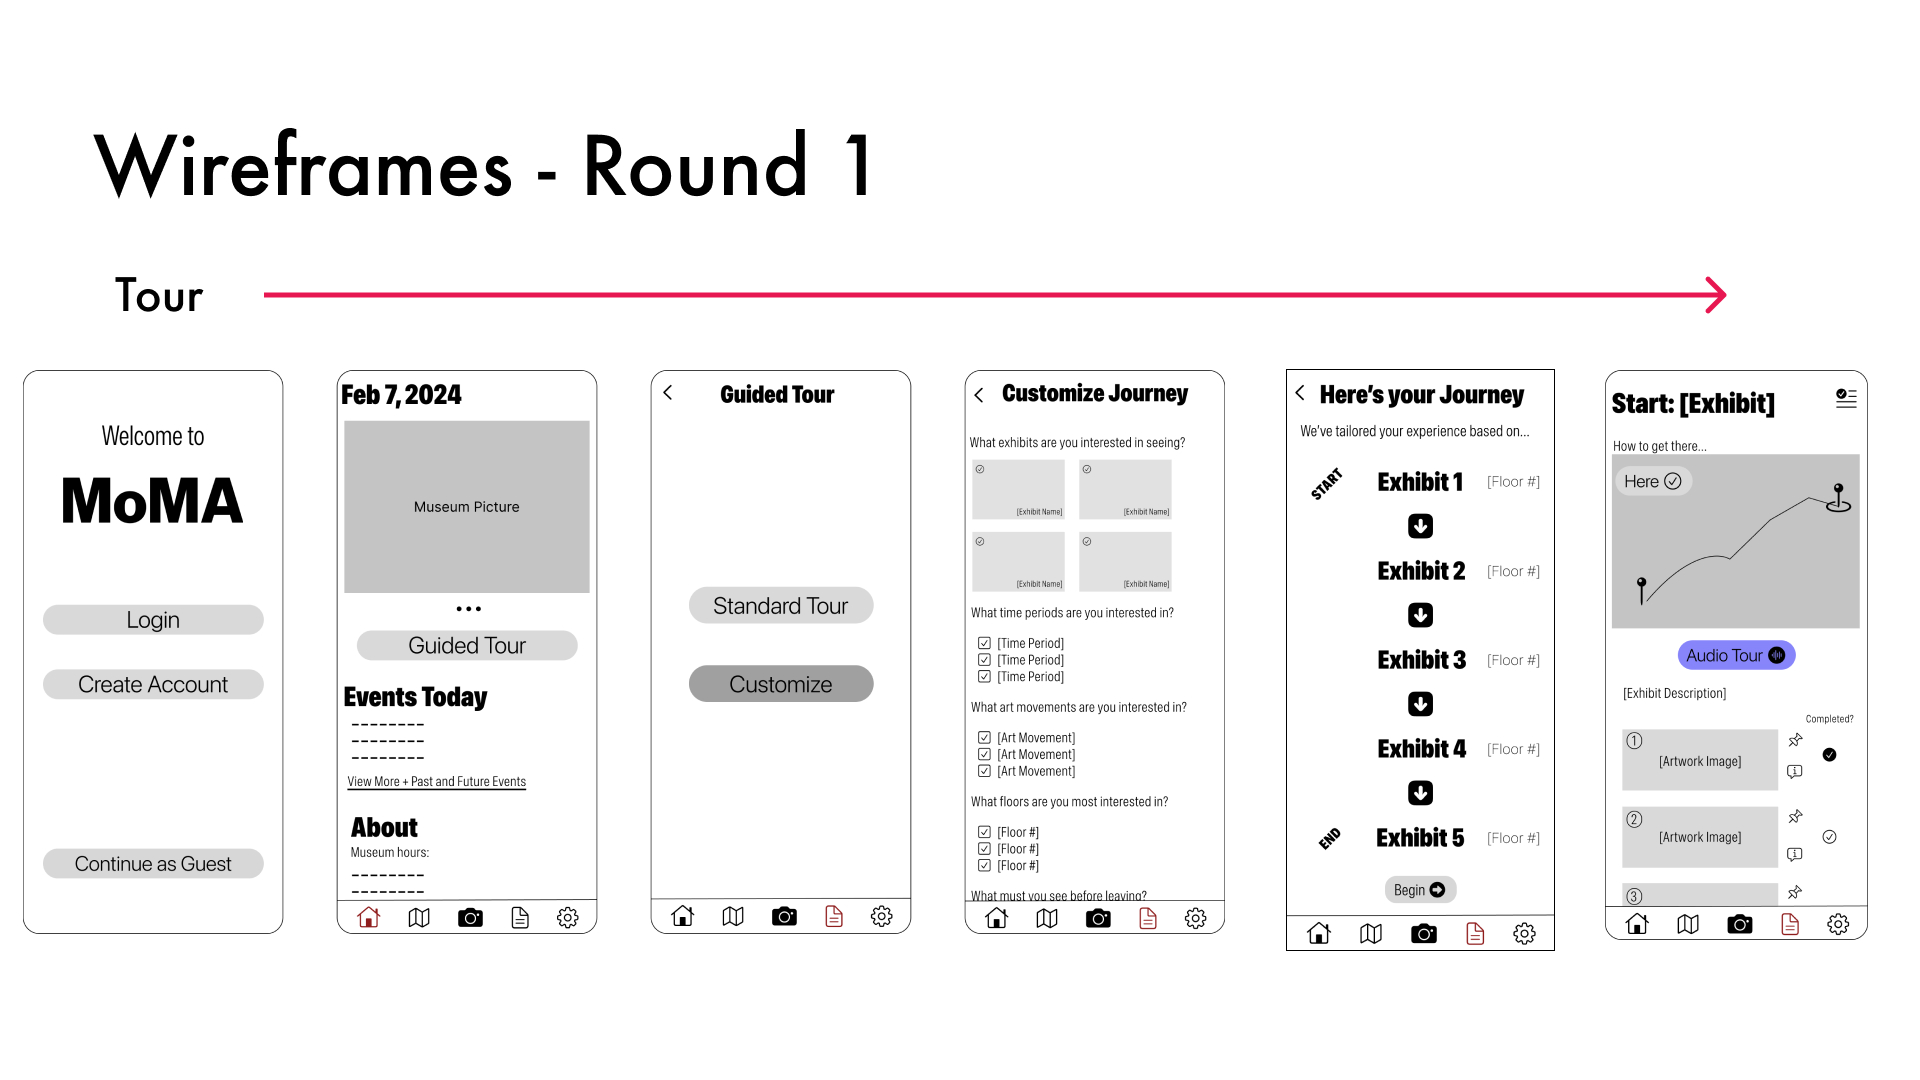 Wireframes - Round 1
Tour
Welcome to
MoMA
Login
Create Account
Continue as Guest
Feb 7, 2024
Museum Picture
Guided Tour
Events Today
View More + Past and Future Events
About
Museum hours:
Guided Tour
Standard Tour
Customize
Customize Journey
What exhibits are you interested in seeing?
[Exhibit Name]
[Exhibit Name]
[Exhibit Name]
[Exhibit Name]
What time periods are you interested in?
[Time Period]
[Time Period]
[Time Period]
What art movements are you interested in?
[Art Movement]
[Art Movement]
[Art Movement]
What floors are you most interested in?
[Floor #]
[Floor #]
[Floor #]
What must you see before leaving?
Here's your Journey
We've tailored your experience based on...
START
Exhibit 1 [Floor #]
Exhibit 2 [Floor #]
Exhibit 3 [Floor #]
Exhibit 4 [Floor #]
END
Exhibit 5 [Floor #]
Begin
Start: [Exhibit]
How to get there...
Here
Audio Tour
[Exhibit Description]
Completed?
1
[Artwork Image]
2
[Artwork Image]
3